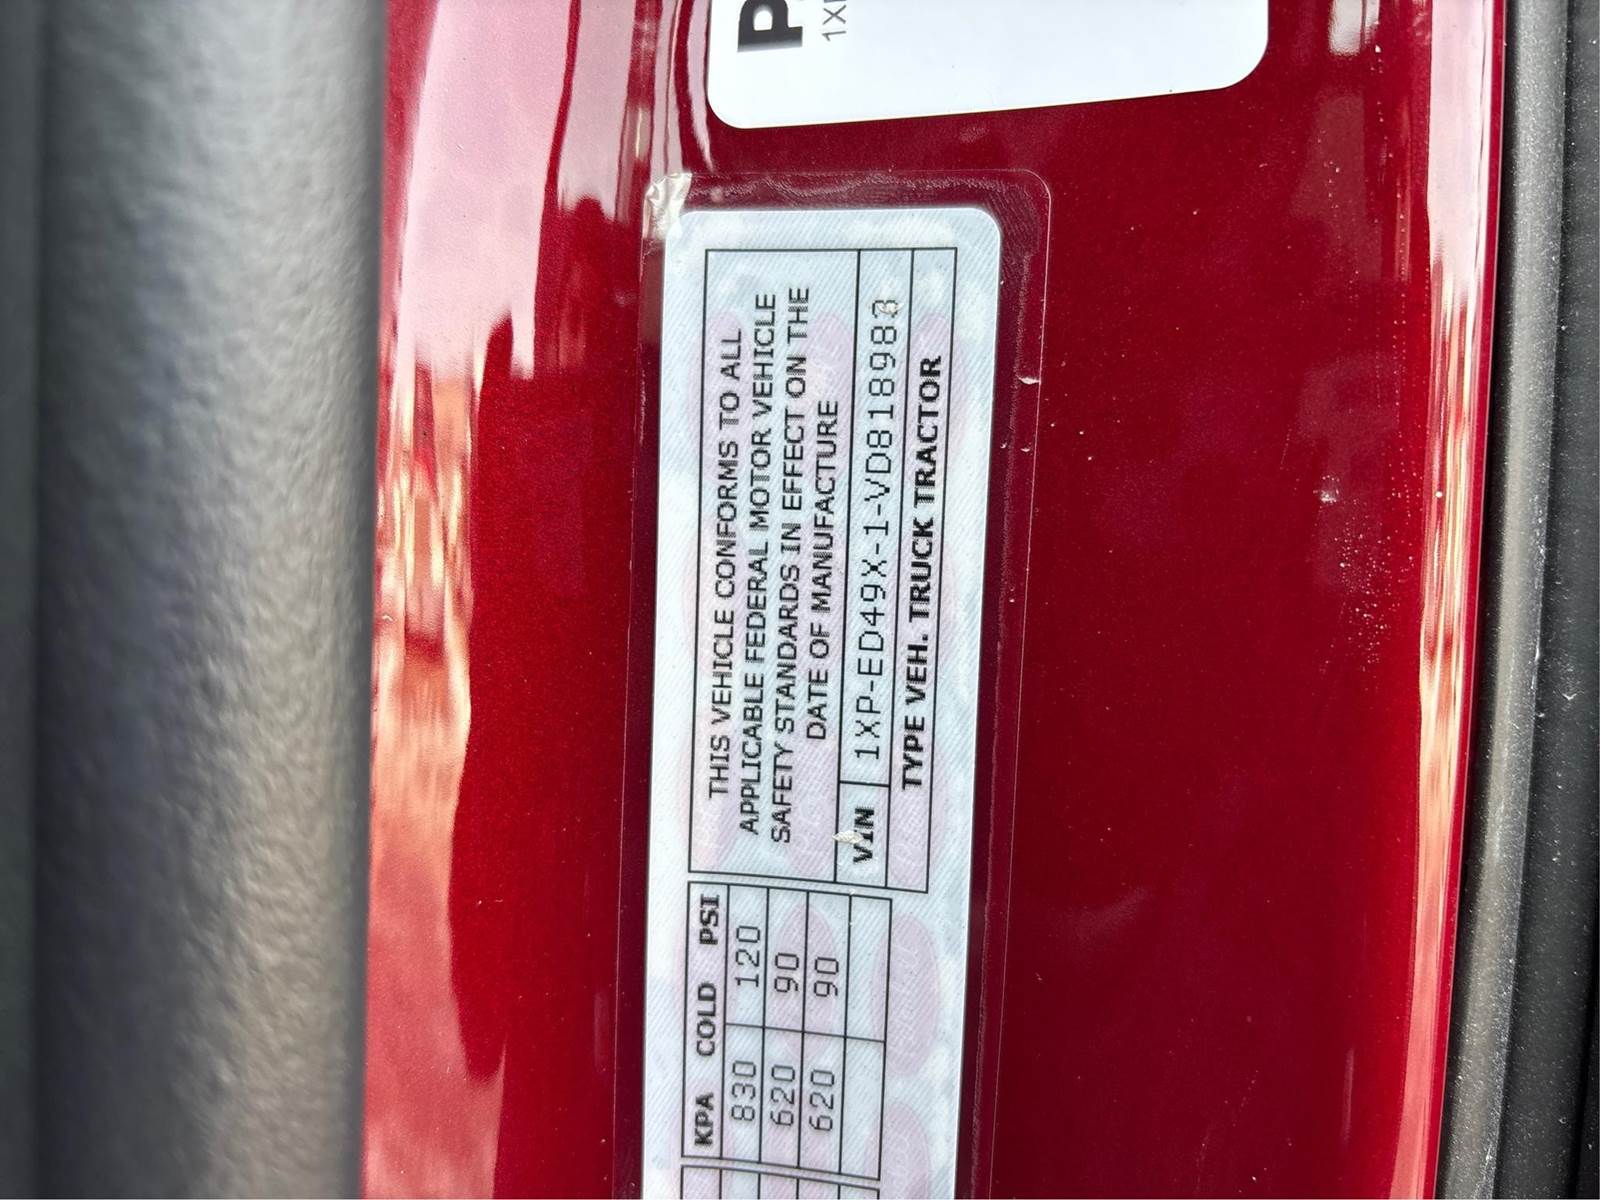 KPA COLD PSI
830 120
620 90
620 90
THIS VEHICLE CONFORMS TO ALL
APPLICABLE FEDERAL MOTOR VEHICLE
SAFETY STANDARDS IN EFFECT ON THE
DATE OF MANUFACTURE
VIN 1XP-ED49X-1-VD818983
TYPE VEH. TRUCK TRACTOR